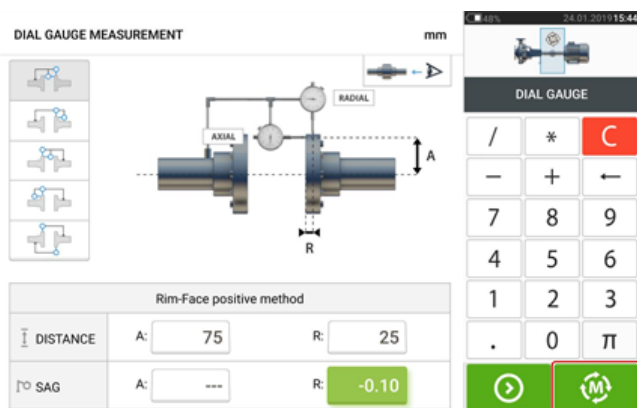 48% 24.01.2019 15:44
DIAL GAUGE MEASUREMENT mm
RADIAL
AXIAL
A
R
DIAL GAUGE
/ * C
− + ←
7 8 9
4 5 6
1 2 3
. 0 π
Rim-Face positive method
DISTANCE A: 75 R: 25
SAG A: --- R: -0.10
M